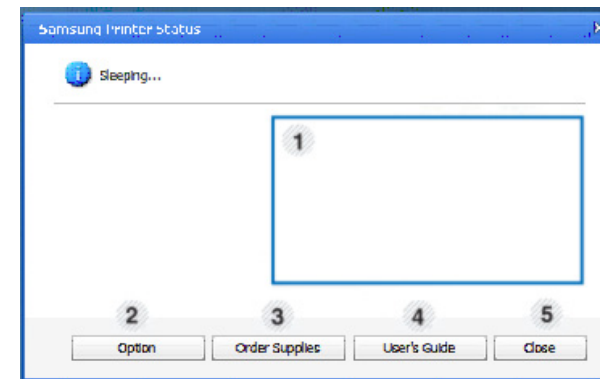 Samsung Printer Status
Sleeping...
1
2 3 4 5
Option Order Supplies User's Guide Close